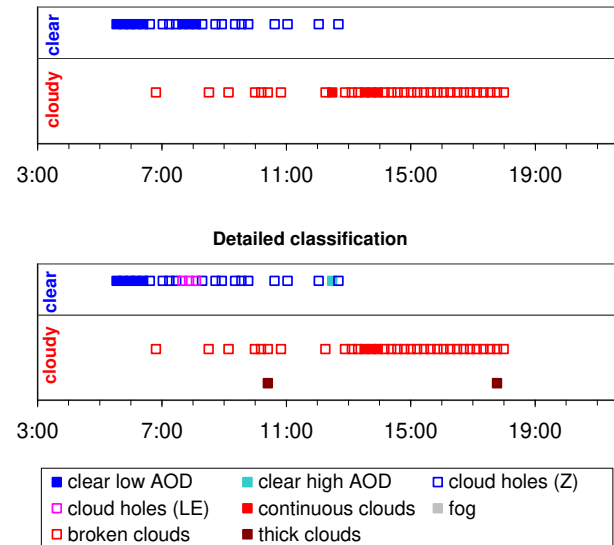 clear
cloudy
3:00 7:00 11:00 15:00 19:00
Detailed classification
clear
cloudy
3:00 7:00 11:00 15:00 19:00
clear low AOD clear high AOD cloud holes (Z)
cloud holes (LE) continuous clouds fog
broken clouds thick clouds